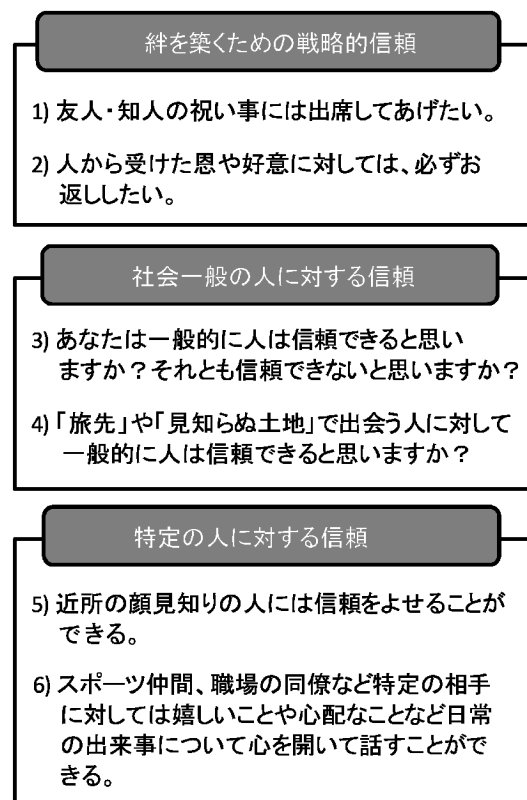 絆を築くための戦略的信頼
1) 友人・知人の祝い事には出席してあげたい。
2) 人から受けた恩や好意に対しては、必ずお
返ししたい。
社会一般の人に対する信頼
3) あなたは一般的に人は信頼できると思い
ますか？それとも信頼できないと思いますか？
4) 「旅先」や「見知らぬ土地」で出会う人に対して
一般的に人は信頼できると思いますか？
特定の人に対する信頼
5) 近所の顔見知りの人には信頼をよせることが
できる。
6) スポーツ仲間、職場の同僚など特定の相手
に対しては嬉しいことや心配なことなど日常
の出来事について心を開いて話すことがで
きる。